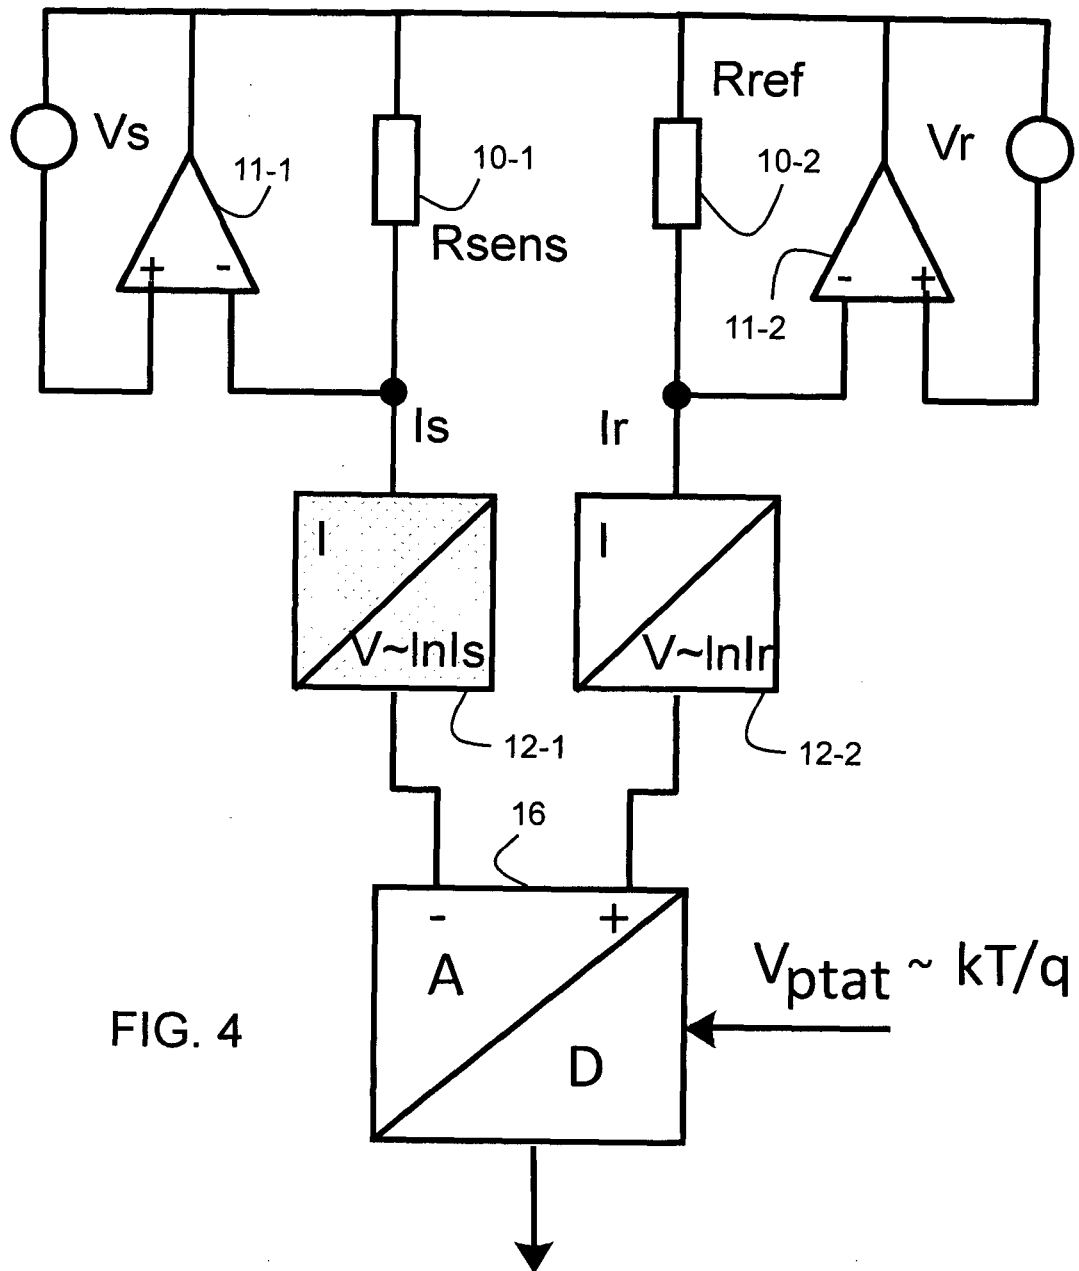 Rref
Vs
Vr
11-1
10-1
10-2
Rsens
+ -
- +
11-2
Is
Ir
I
I
V~lnIs
V~lnIr
12-1
12-2
16
- +
A
Vptat ~ kT/q
FIG. 4
D